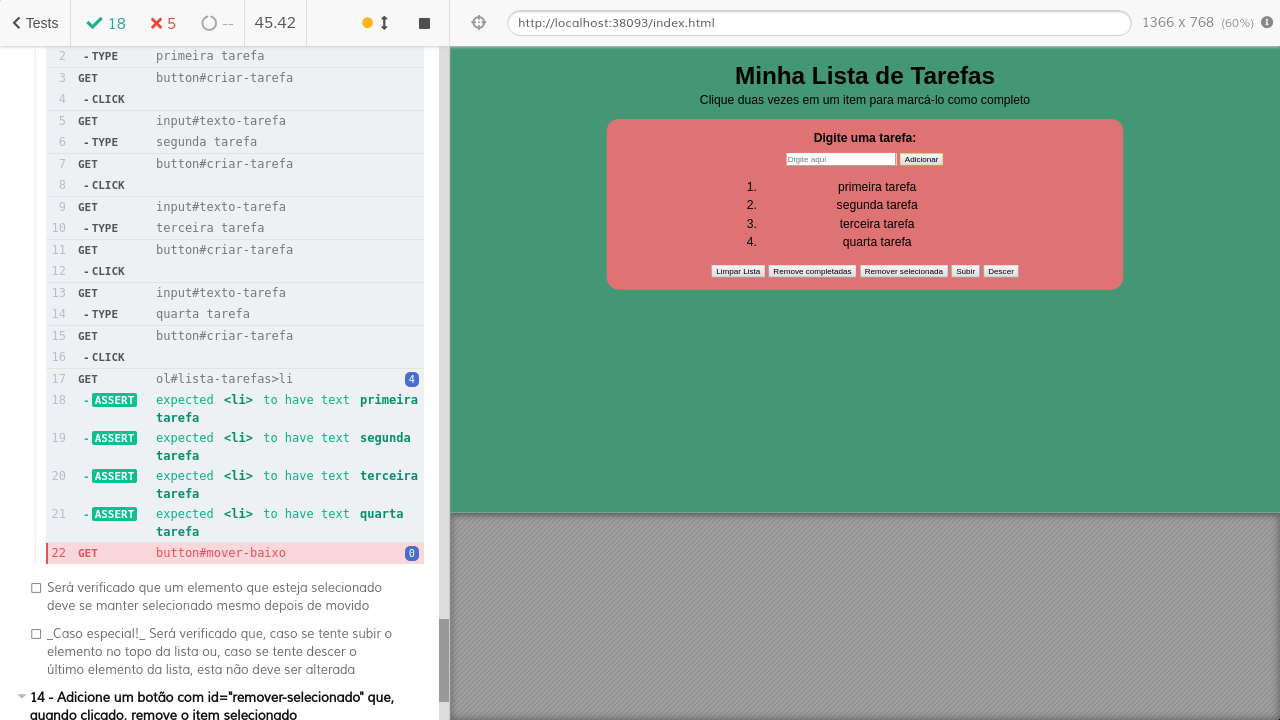 Tests 18 5 -- 45.42 http://localhost:38093/index.html 1366 x 768 (60%)
2 - TYPE primeira tarefa
3 GET button#criar-tarefa
4 - CLICK
5 GET input#texto-tarefa
6 - TYPE segunda tarefa
7 GET button#criar-tarefa
8 - CLICK
9 GET input#texto-tarefa
10 - TYPE terceira tarefa
11 GET button#criar-tarefa
12 - CLICK
13 GET input#texto-tarefa
14 - TYPE quarta tarefa
15 GET button#criar-tarefa
16 - CLICK
17 GET ol#lista-tarefas>li 4
18 - ASSERT expected <li> to have text primeira
tarefa
19 - ASSERT expected <li> to have text segunda
tarefa
20 - ASSERT expected <li> to have text terceira
tarefa
21 - ASSERT expected <li> to have text quarta
tarefa
22 GET button#mover-baixo 0
Será verificado que um elemento que esteja selecionado
deve se manter selecionado mesmo depois de movido
_Caso especial!_ Será verificado que, caso se tente subir o
elemento no topo da lista ou, caso se tente descer o
último elemento da lista, esta não deve ser alterada
14 - Adicione um botão com id="remover-selecionado" que,
quando clicado, remove o item selecionado
Minha Lista de Tarefas
Clique duas vezes em um item para marcá-lo como completo
Digite uma tarefa:
Digite aqui Adicionar
1. primeira tarefa
2. segunda tarefa
3. terceira tarefa
4. quarta tarefa
Limpar Lista Remove completadas Remover selecionada Subir Descer